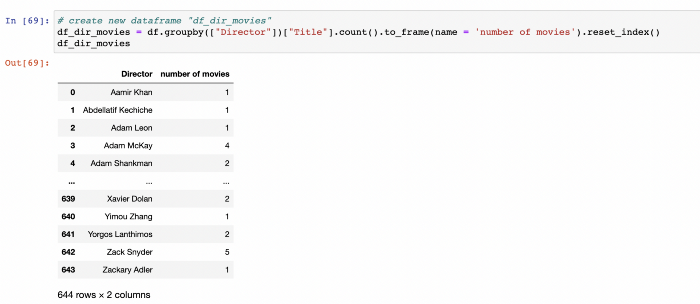 In [69]: # create new dataframe "df_dir_movies"
df_dir_movies = df.groupby(["Director"])["Title"].count().to_frame(name = 'number of movies').reset_index()
df_dir_movies
Out[69]:
Director number of movies
0 Aamir Khan 1
1 Abdellatif Kechiche 1
2 Adam Leon 1
3 Adam McKay 4
4 Adam Shankman 2
... ... ...
639 Xavier Dolan 2
640 Yimou Zhang 1
641 Yorgos Lanthimos 2
642 Zack Snyder 5
643 Zackary Adler 1
644 rows × 2 columns